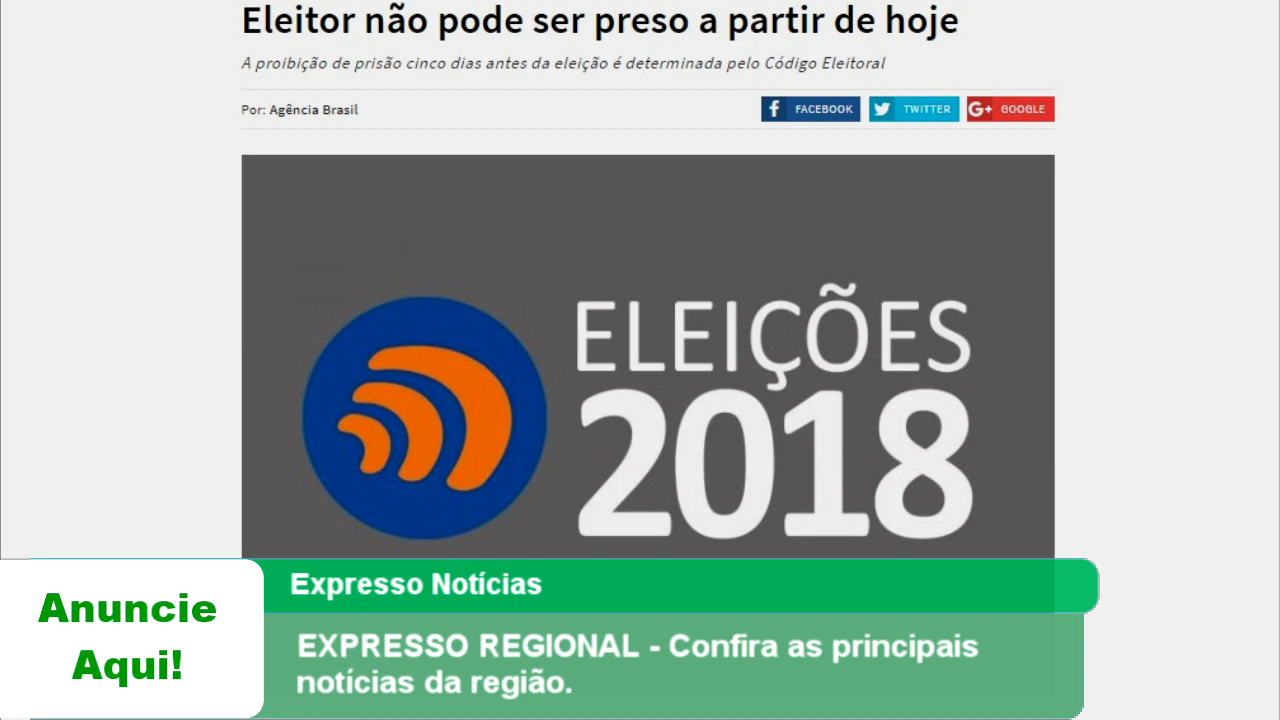 Eleitor não pode ser preso a partir de hoje
A proibição de prisão cinco dias antes da eleição é determinada pelo Código Eleitoral
Por: Agência Brasil
FACEBOOK
TWITTER
G+ GOOGLE
ELEIÇÕES
2018
Anuncie
Aqui!
Expresso Notícias
EXPRESSO REGIONAL - Confira as principais
notícias da região.